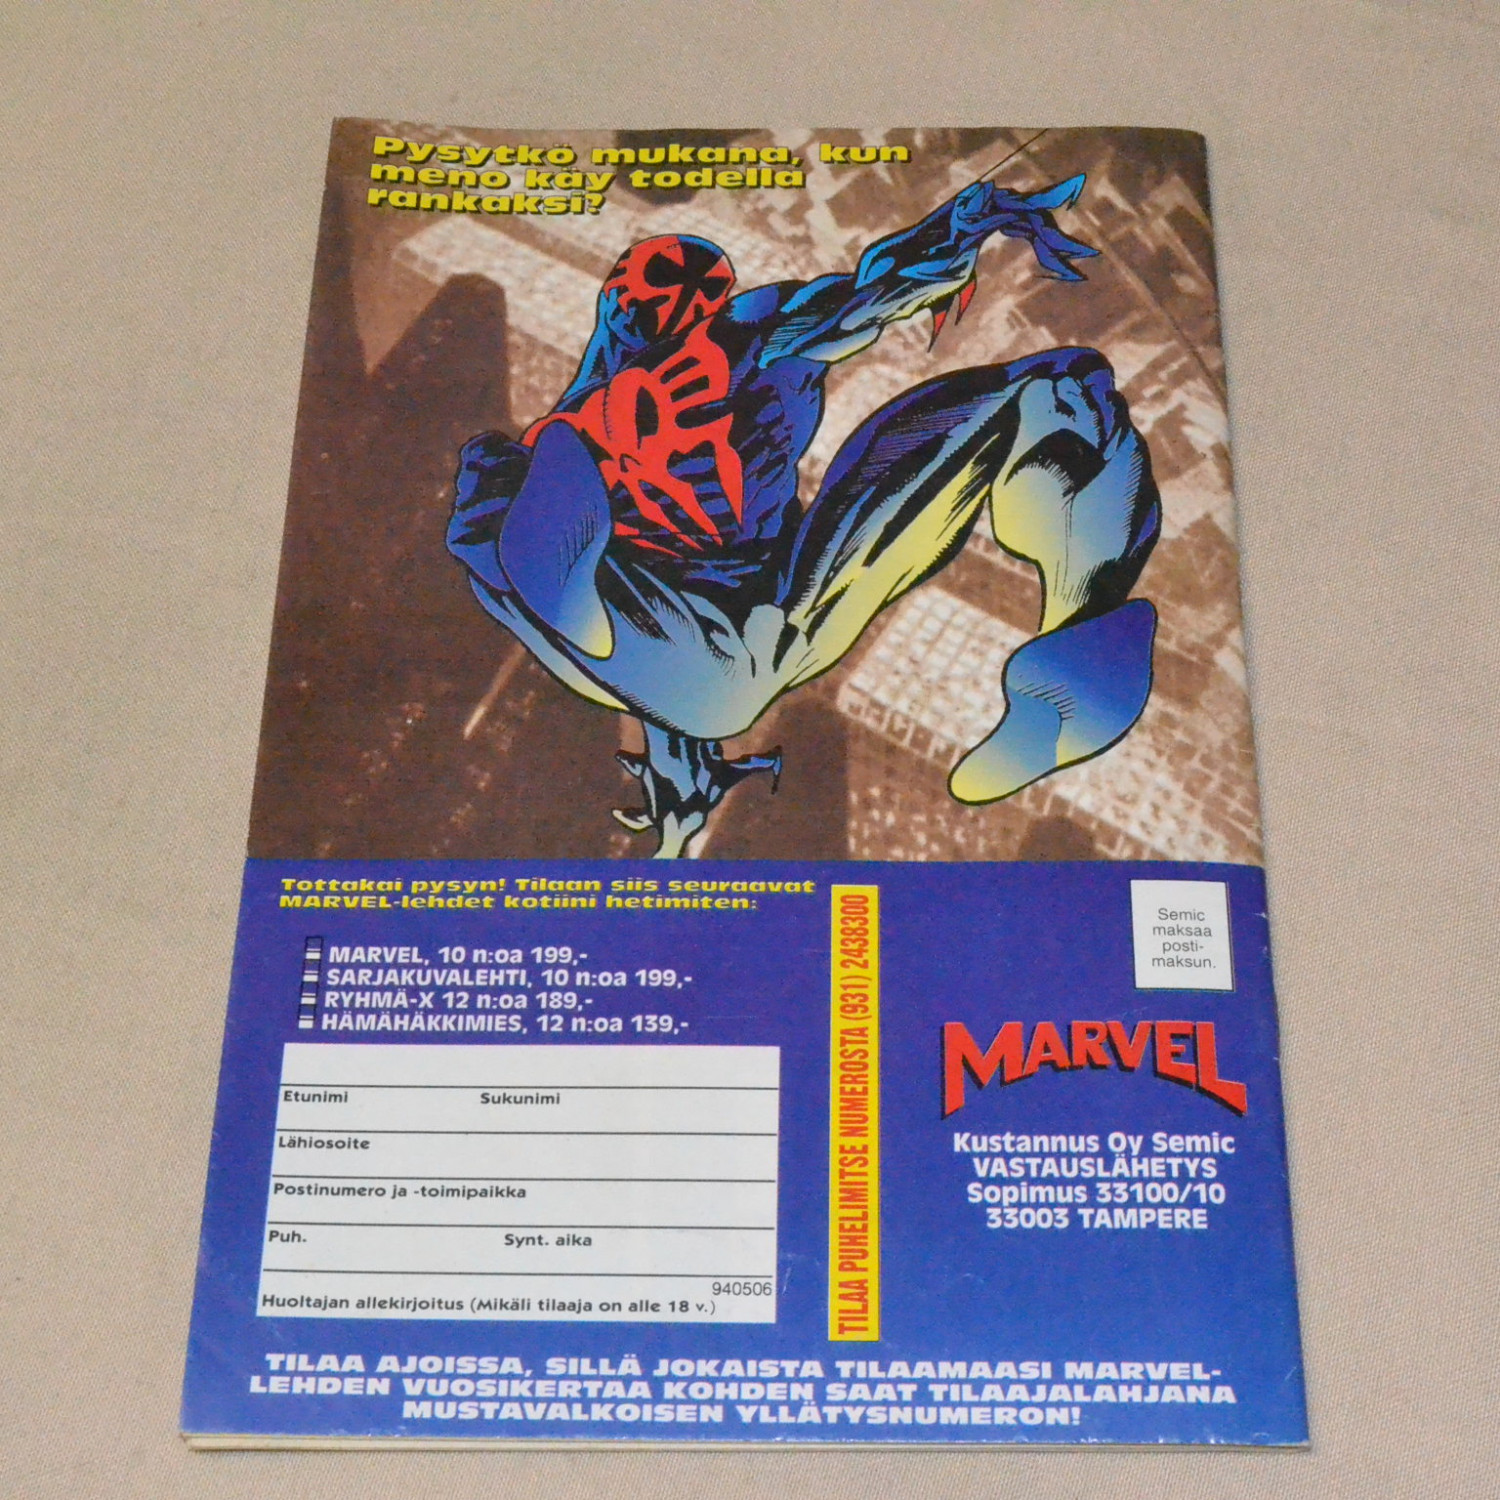 Pysytkö mukana, kun
meno käy todella
rankaksi?
Tottakai pysyn! Tilaan siis seuraavat
MARVEL-lehdet kotiini hetimiten:
MARVEL, 10 n:oa 199,-
SARJAKUVALEHTI, 10 n:oa 199,-
RYHMÄ-X 12 n:oa 189,-
HÄMÄHÄKKIMIES, 12 n:oa 139,-
Etunimi Sukunimi
Lähiosoite
Postinumero ja -toimipaikka
Puh. Synt. aika
940506
Huoltajan allekirjoitus (Mikäli tilaaja on alle 18 v.)
TILAA PUHELIMITSE NUMEROSTA (931) 2438300
Semic
maksaa
posti-
maksun.
MARVEL
Kustannus Oy Semic
VASTAUSLÄHETYS
Sopimus 33100/10
33003 TAMPERE
TILAA AJOISSA, SILLÄ JOKAISTA TILAAMAASI MARVEL-
LEHDEN VUOSIKERTAA KOHDEN SAAT TILAAJALAHJANA
MUSTAVALKOISEN YLLÄTYSNUMERON!